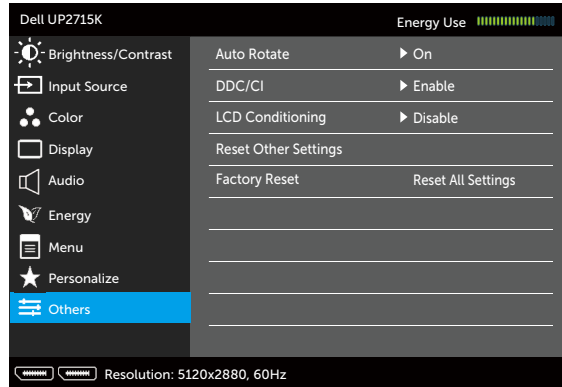 Dell UP2715K
Energy Use
Brightness/Contrast
Auto Rotate On
Input Source
DDC/CI Enable
Color
LCD Conditioning Disable
Display
Reset Other Settings
Audio
Factory Reset Reset All Settings
Energy
Menu
Personalize
Others
Resolution: 5120x2880, 60Hz